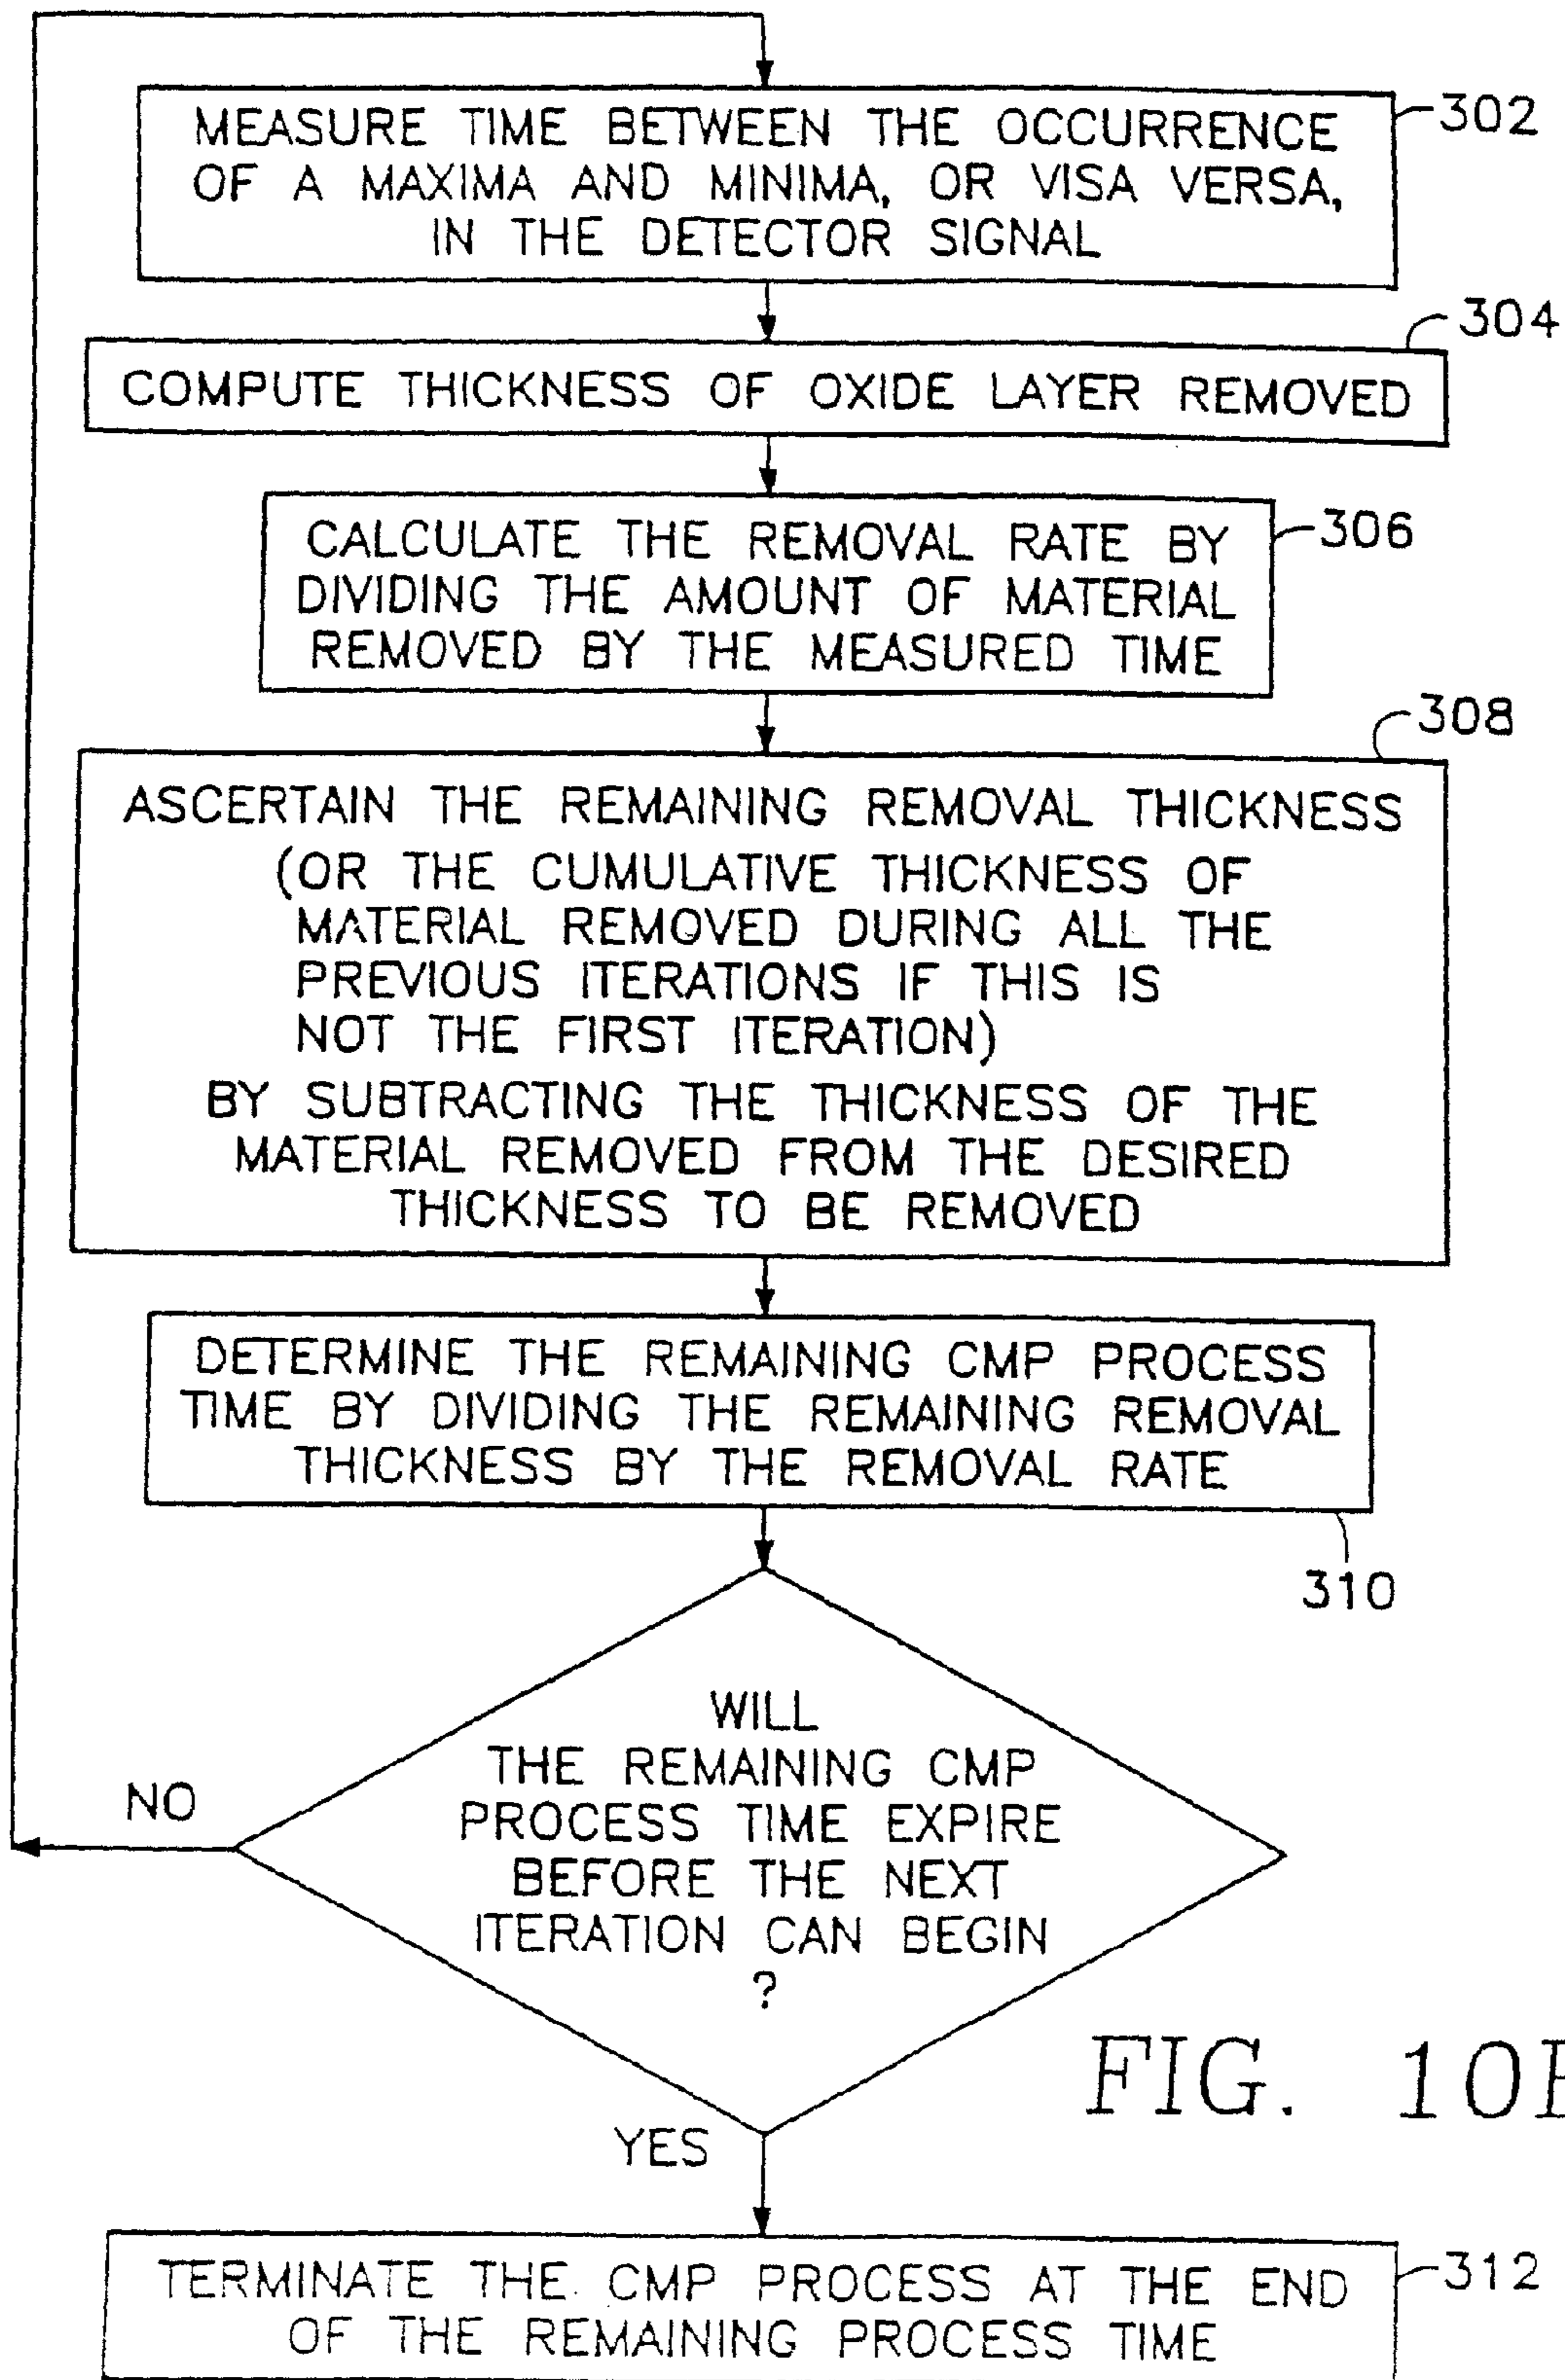 MEASURE TIME BETWEEN THE OCCURRENCE
OF A MAXIMA AND MINIMA, OR VISA VERSA,
IN THE DETECTOR SIGNAL
302
304
COMPUTE THICKNESS OF OXIDE LAYER REMOVED
CALCULATE THE REMOVAL RATE BY
DIVIDING THE AMOUNT OF MATERIAL
REMOVED BY THE MEASURED TIME
306
308
ASCERTAIN THE REMAINING REMOVAL THICKNESS
(OR THE CUMULATIVE THICKNESS OF
MATERIAL REMOVED DURING ALL THE
PREVIOUS ITERATIONS IF THIS IS
NOT THE FIRST ITERATION)
BY SUBTRACTING THE THICKNESS OF THE
MATERIAL REMOVED FROM THE DESIRED
THICKNESS TO BE REMOVED
DETERMINE THE REMAINING CMP PROCESS
TIME BY DIVIDING THE REMAINING REMOVAL
THICKNESS BY THE REMOVAL RATE
310
WILL
THE REMAINING CMP
PROCESS TIME EXPIRE
BEFORE THE NEXT
ITERATION CAN BEGIN
?
NO
YES
FIG.
TERMINATE THE CMP PROCESS AT THE END
OF THE REMAINING PROCESS TIME
312